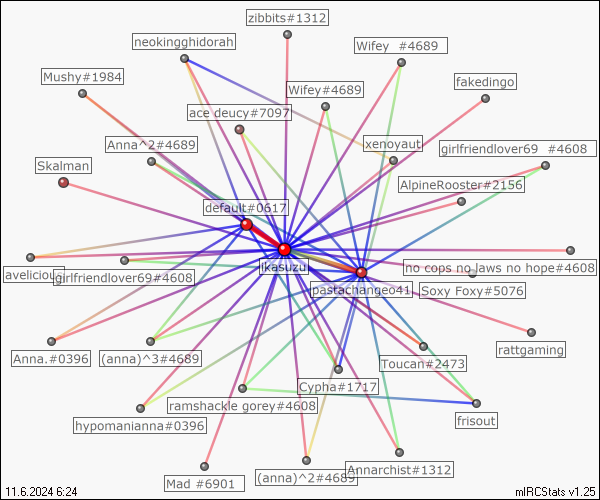 zibbits#1312
neokingghidorah
Wifey #4689
Mushy#1984
fakedingo
Wifey#4689
ace deucy#7097
Anna^2#4689
xenoyaut
girlfriendlover69 #4608
Skalman
AlpineRooster#2156
default#0617
ikasuzu
avelicious
girlfriendlover69#4608
no cops no laws no hope#4608
pastachange041
Soxy Foxy#5076
Anna.#0396
(anna)^3#4689
rattgaming
Toucan#2473
Cypha#1717
ramshackle gorey#4608
hypomanianna#0396
frisout
Mad #6901
(anna)^2#4689
Annarchist#1312
11.6.2024 6:24
mIRCStats v1.25